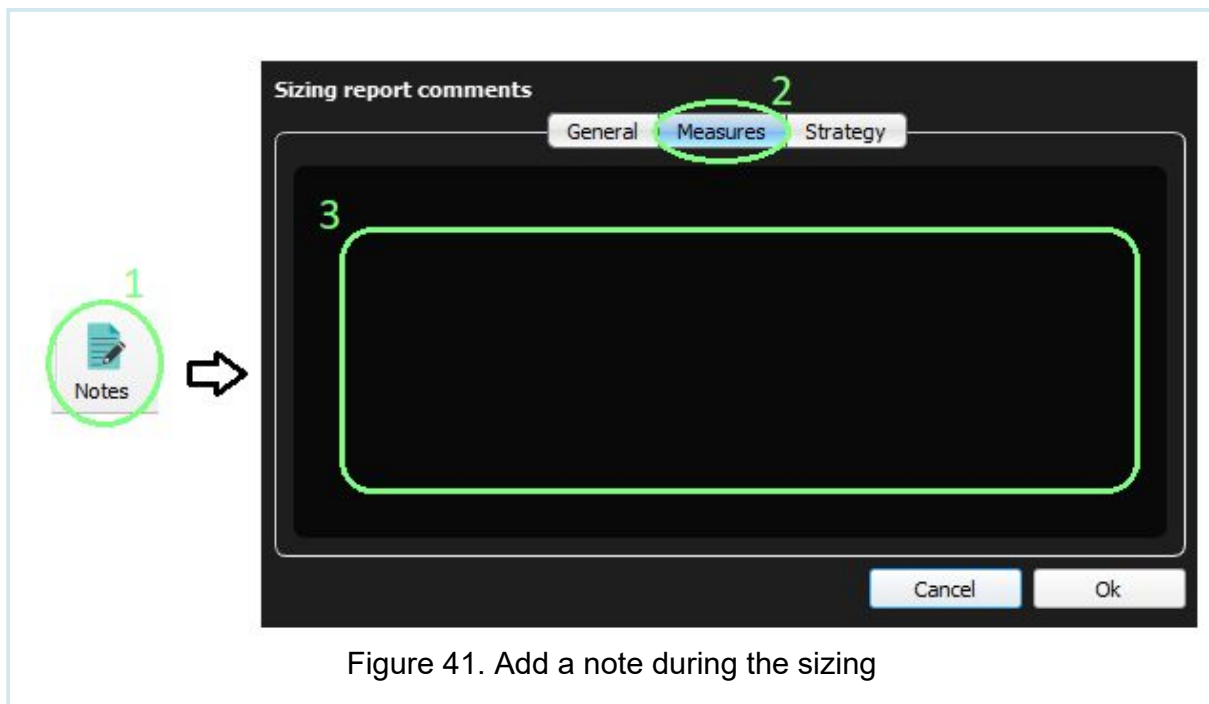 Sizing report comments
2
General Measures Strategy
3
1
Notes
Cancel Ok
Figure 41. Add a note during the sizing